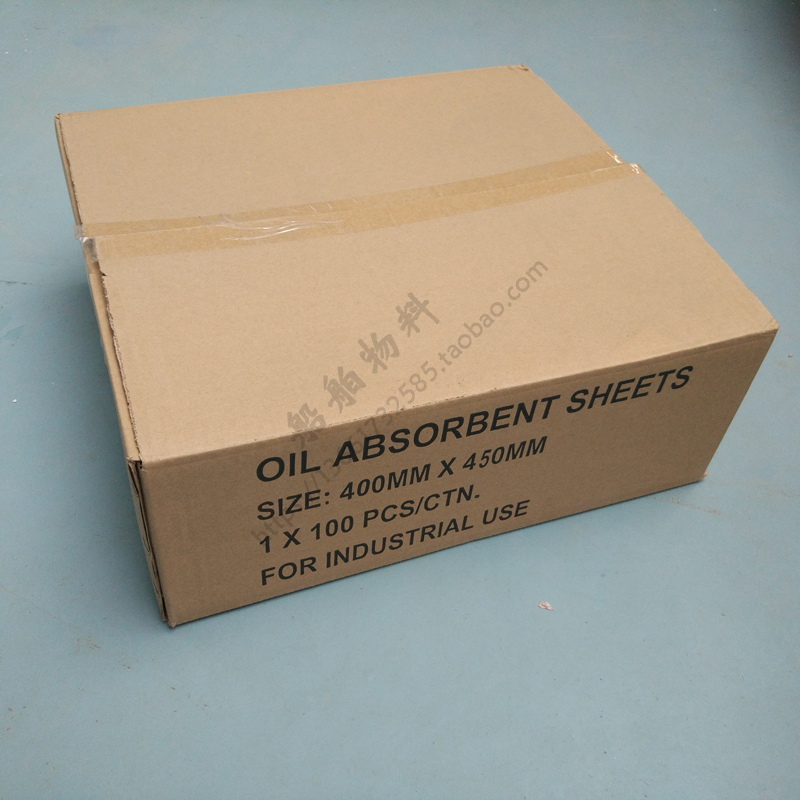 船舶物料
OIL ABSORBENT SHEETS
SIZE: 400MM X 450MM
1 X 100 PCS/CTN.
FOR INDUSTRIAL USE